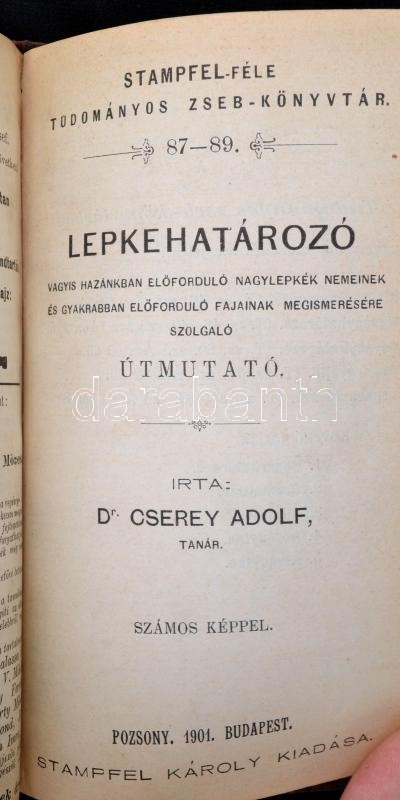 STAMPFEL-FÉLE
TUDOMÁNYOS ZSEB-KÖNYVTÁR.
87—89.
LEPKEHATÁROZÓ
VAGYIS HAZÁNKBAN ELŐFORDULÓ NAGYLEPKÉK NEMEINEK
ÉS GYAKRABBAN ELŐFORDULÓ FAJAINAK MEGISMERÉSÉRE
SZOLGALÓ
ÚTMUTATÓ.
darabanth
IRTA:
Dr. CSEREY ADOLF,
TANÁR.
SZÁMOS KÉPPEL.
POZSONY. 1901. BUDAPEST.
STAMPFEL KÁROLY KIADÁSA.